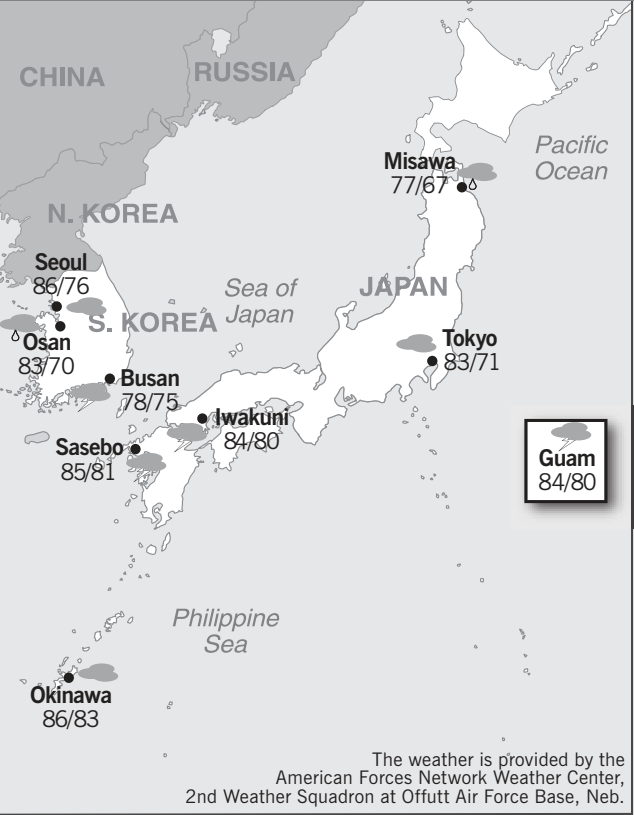 CHINA
RUSSIA
Pacific
Ocean
Misawa
77/67
N. KOREA
Seoul
86/76
Sea of
Japan
JAPAN
S. KOREA
Osan
83/70
Tokyo
83/71
Busan
78/75
Iwakuni
84/80
Sasebo
85/81
Guam
84/80
Philippine
Sea
Okinawa
86/83
The weather is provided by the
American Forces Network Weather Center,
2nd Weather Squadron at Offutt Air Force Base, Neb.